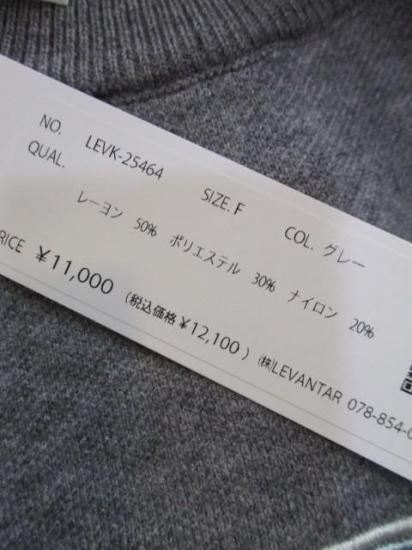 NO. LEVK-25464 SIZE. F COL. グレー
QUAL.
レーヨン 50% ポリエステル 30% ナイロン 20%
RICE ¥11,000 (税込価格¥12,100) (株)LEVANTAR 078-854-0